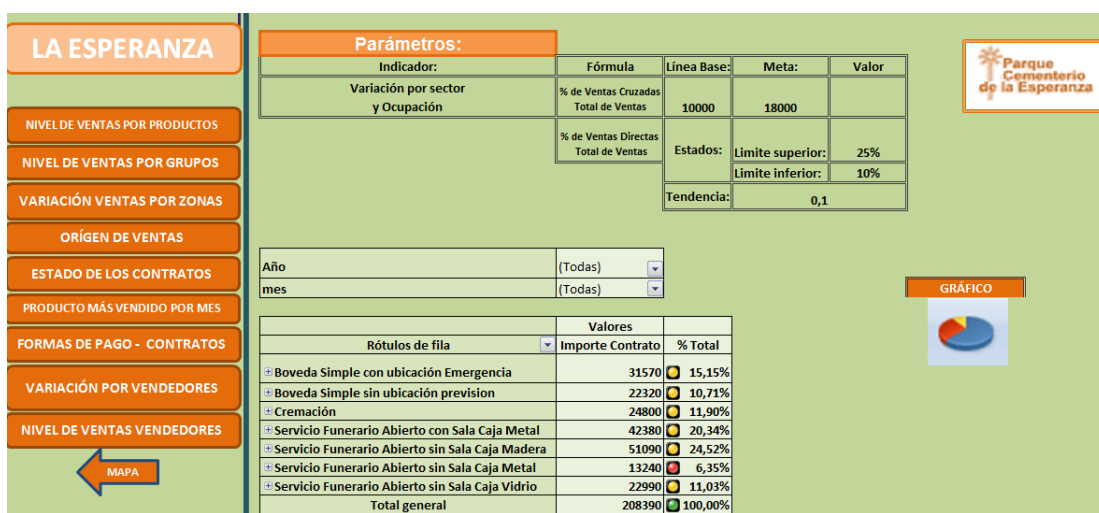 LA ESPERANZA
NIVEL DE VENTAS POR PRODUCTOS
NIVEL DE VENTAS POR GRUPOS
VARIACIÓN VENTAS POR ZONAS
ORÍGEN DE VENTAS
ESTADO DE LOS CONTRATOS
PRODUCTO MÁS VENDIDO POR MES
FORMAS DE PAGO - CONTRATOS
VARIACIÓN POR VENDEDORES
NIVEL DE VENTAS VENDEDORES
MAPA
Parámetros:
Indicador: Fórmula Línea Base: Meta: Valor
Variación por sector
y Ocupación
% de Ventas Cruzadas
Total de Ventas
10000 18000
% de Ventas Directas
Total de Ventas
Estados: Limite superior: 25%
Limite inferior: 10%
Tendencia: 0,1
Parque
Cementerio
de la Esperanza
Año (Todas)
mes (Todas)
GRÁFICO
Valores
Rótulos de fila Importe Contrato % Total
Boveda Simple con ubicación Emergencia 31570 15,15%
Boveda Simple sin ubicación prevision 22320 10,71%
Cremación 24800 11,90%
Servicio Funerario Abierto con Sala Caja Metal 42380 20,34%
Servicio Funerario Abierto sin Sala Caja Madera 51090 24,52%
Servicio Funerario Abierto sin Sala Caja Metal 13240 6,35%
Servicio Funerario Abierto sin Sala Caja Vidrio 22990 11,03%
Total general 208390 100,00%